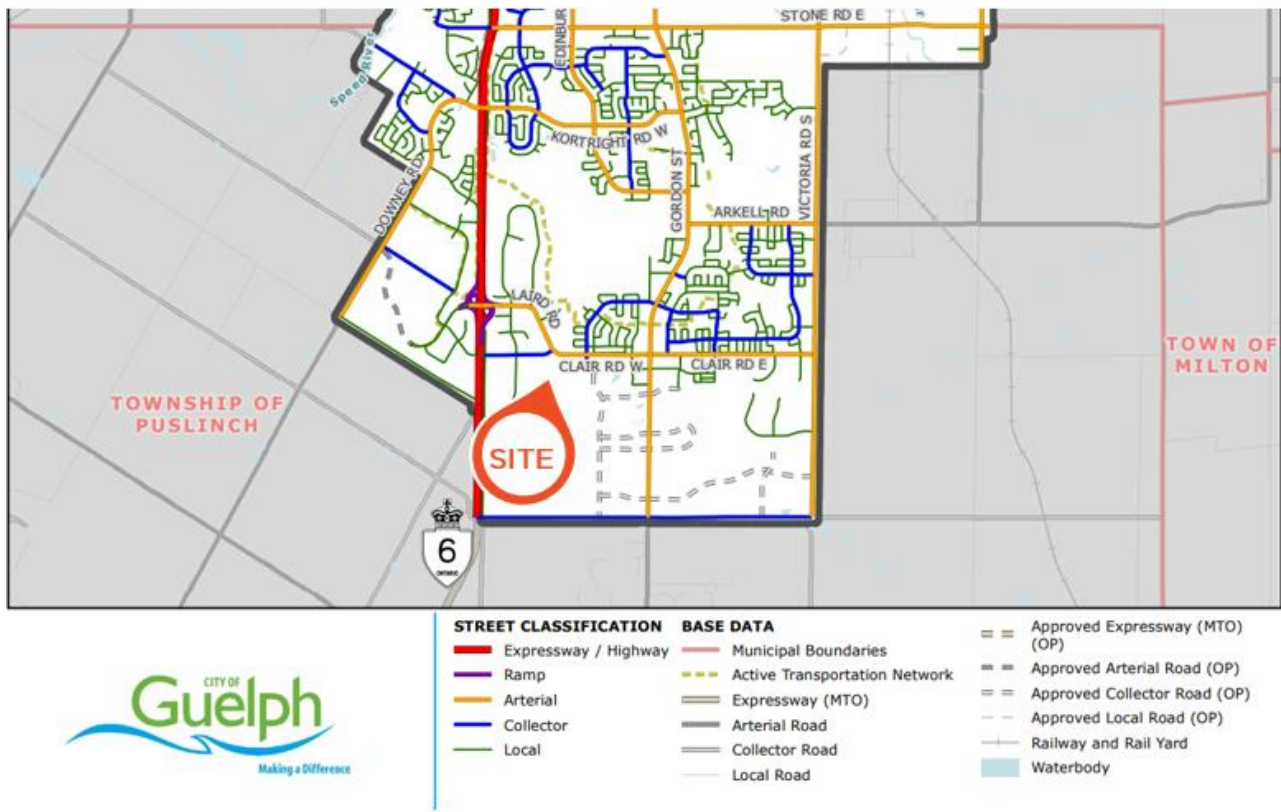 STONE RD E
EDINBUR
Speed River
KORTRIGHT RD W
VICTORIA RD S
GORDON ST
DOWNEY RD
ARKELL RD
LAIRD RD
CLAIR RD W
CLAIR RD E
TOWN OF
MILTON
TOWNSHIP OF
PUSLINCH
SITE
6
ONTARIO
CITY OF
Guelph
Making a Difference
STREET CLASSIFICATION
Expressway / Highway
Ramp
Arterial
Collector
Local
BASE DATA
Municipal Boundaries
Active Transportation Network
Expressway (MTO)
Arterial Road
Collector Road
Local Road
Approved Expressway (MTO)
(OP)
Approved Arterial Road (OP)
Approved Collector Road (OP)
Approved Local Road (OP)
Railway and Rail Yard
Waterbody